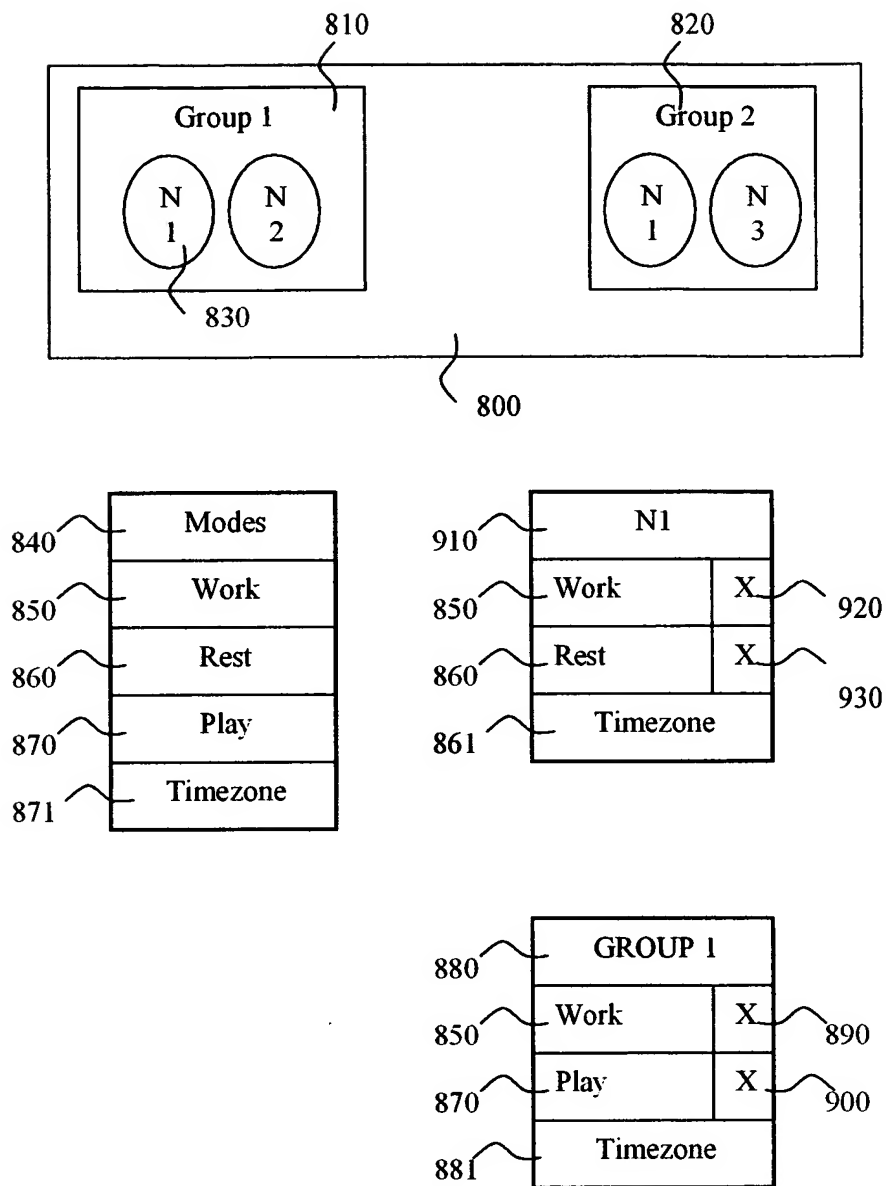 810 820
Group 1 Group 2
N N N N
1 2 1 3
830
800
Modes N1
840 910
Work Work X
850 850 920
Rest Rest X
860 860 930
Play Timezone
870 861
Timezone
871
GROUP 1
880
Work X
850 890
Play X
870 900
Timezone
881